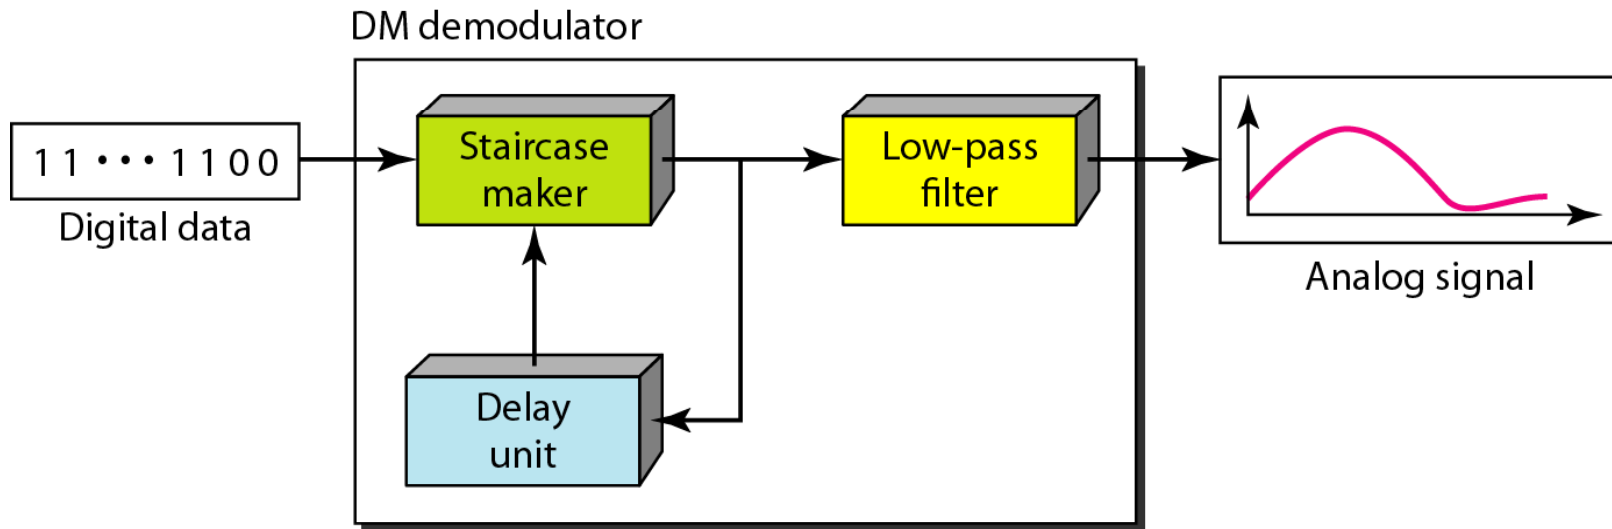 DM demodulator
1 1 • • • 1 1 0 0
Digital data
Staircase
maker
Low-pass
filter
Analog signal
Delay
unit